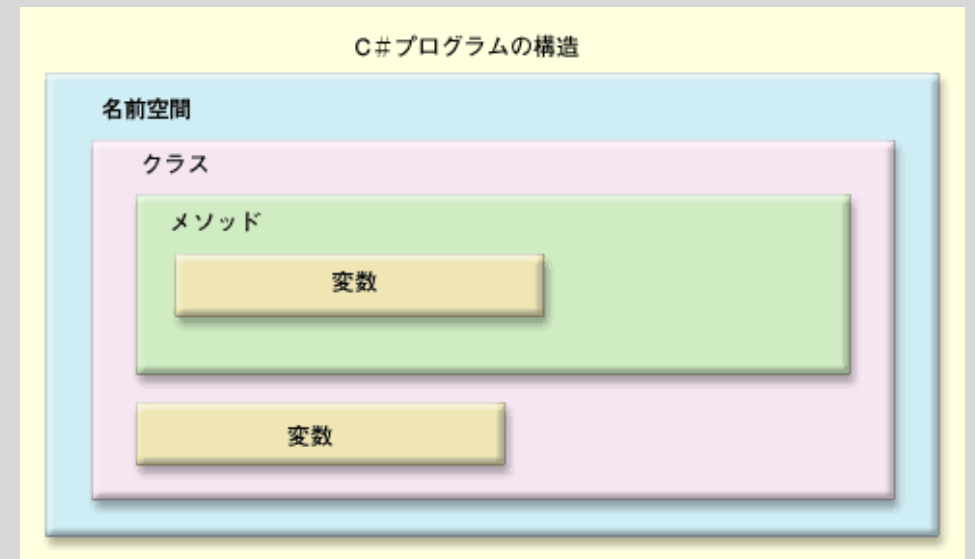 C#プログラムの構造
名前空間
クラス
メソッド
変数
変数